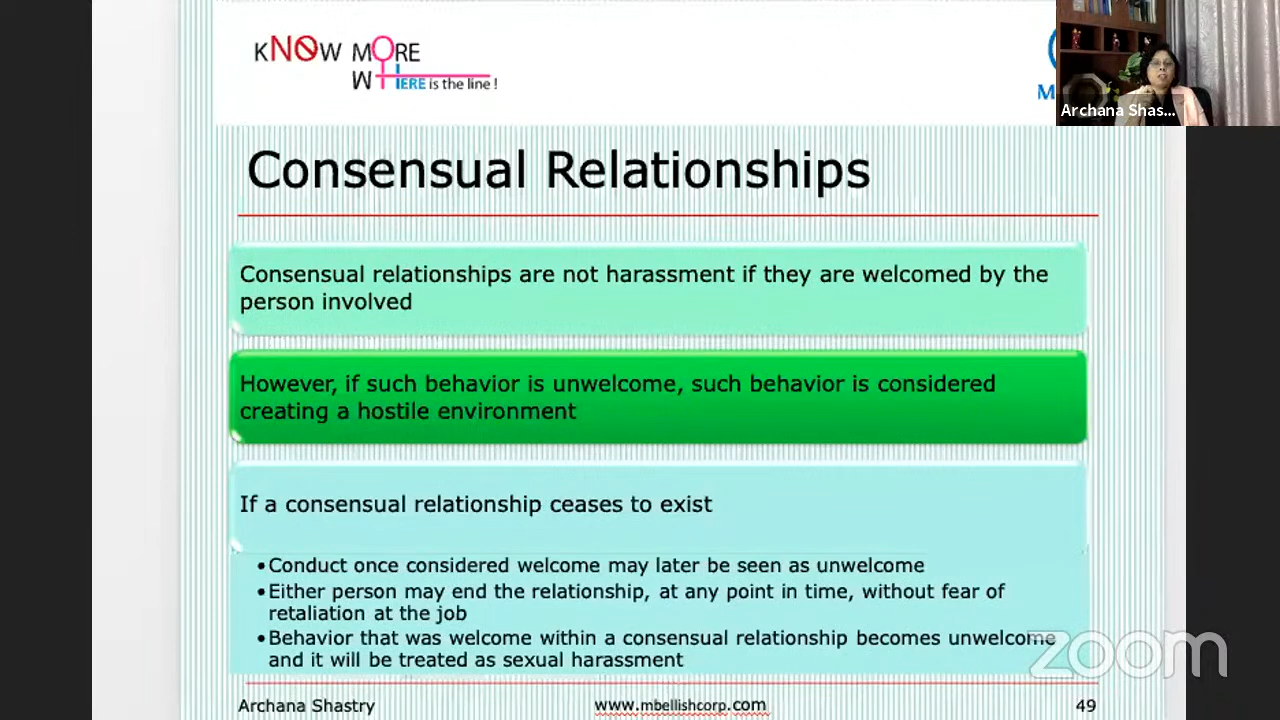 KNOW MORE
WHERE is the line !
M
Archana Shas...
Consensual Relationships
Consensual relationships are not harassment if they are welcomed by the
person involved
However, if such behavior is unwelcome, such behavior is considered
creating a hostile environment
If a consensual relationship ceases to exist
•Conduct once considered welcome may later be seen as unwelcome
•Either person may end the relationship, at any point in time, without fear of
retaliation at the job
•Behavior that was welcome within a consensual relationship becomes unwelcome
and it will be treated as sexual harassment
zoom
Archana Shastry www.mbellishcorp.com 49